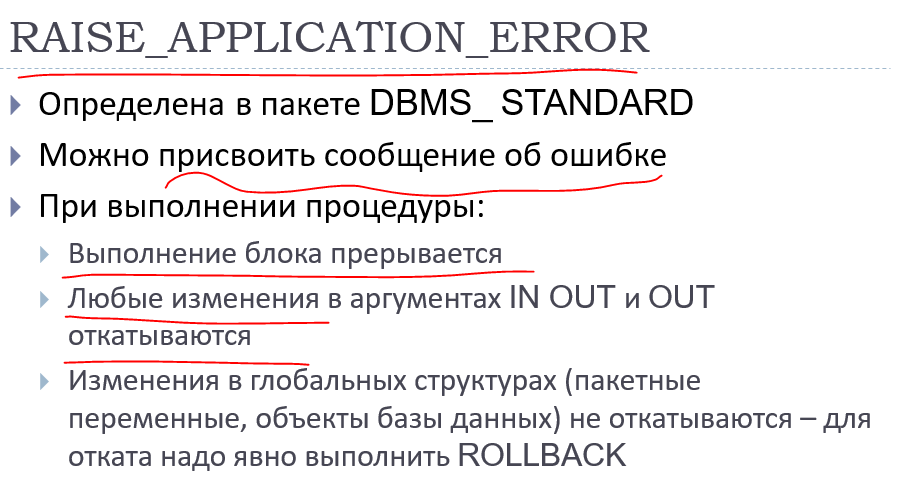 RAISE_APPLICATION_ERROR
Определена в пакете DBMS_ STANDARD
Можно присвоить сообщение об ошибке
При выполнении процедуры:
Выполнение блока прерывается
Любые изменения в аргументах IN OUT и OUT
откатываются
Изменения в глобальных структурах (пакетные
переменные, объекты базы данных) не откатываются – для
отката надо явно выполнить ROLLBACK